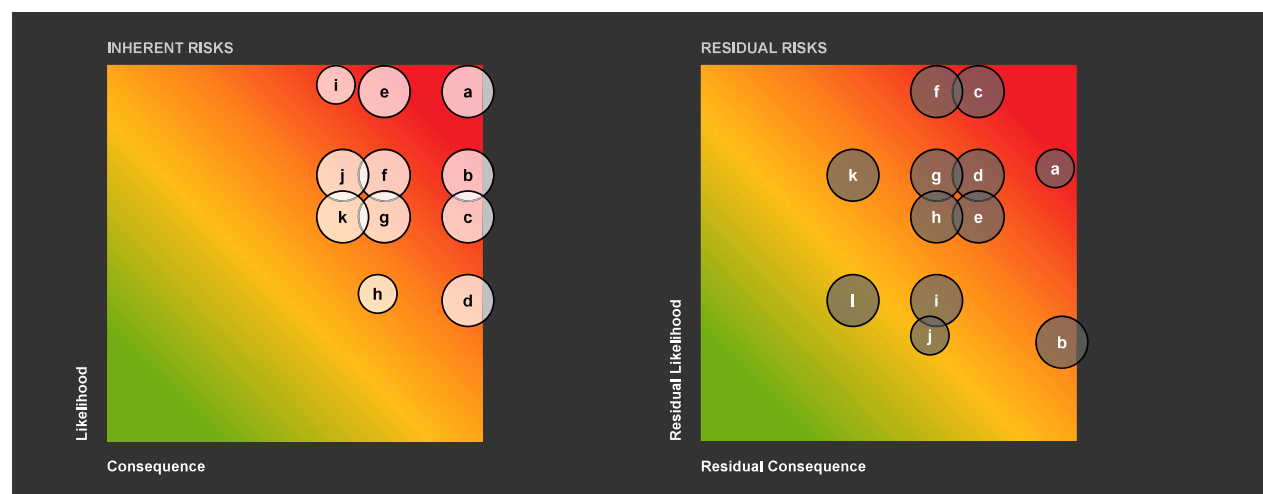 INHERENT RISKS
i
e
a
j
f
b
k
g
c
h
d
Likelihood
Consequence
RESIDUAL RISKS
f
c
k
g
d
a
h
e
l
i
j
b
Residual Likelihood
Residual Consequence